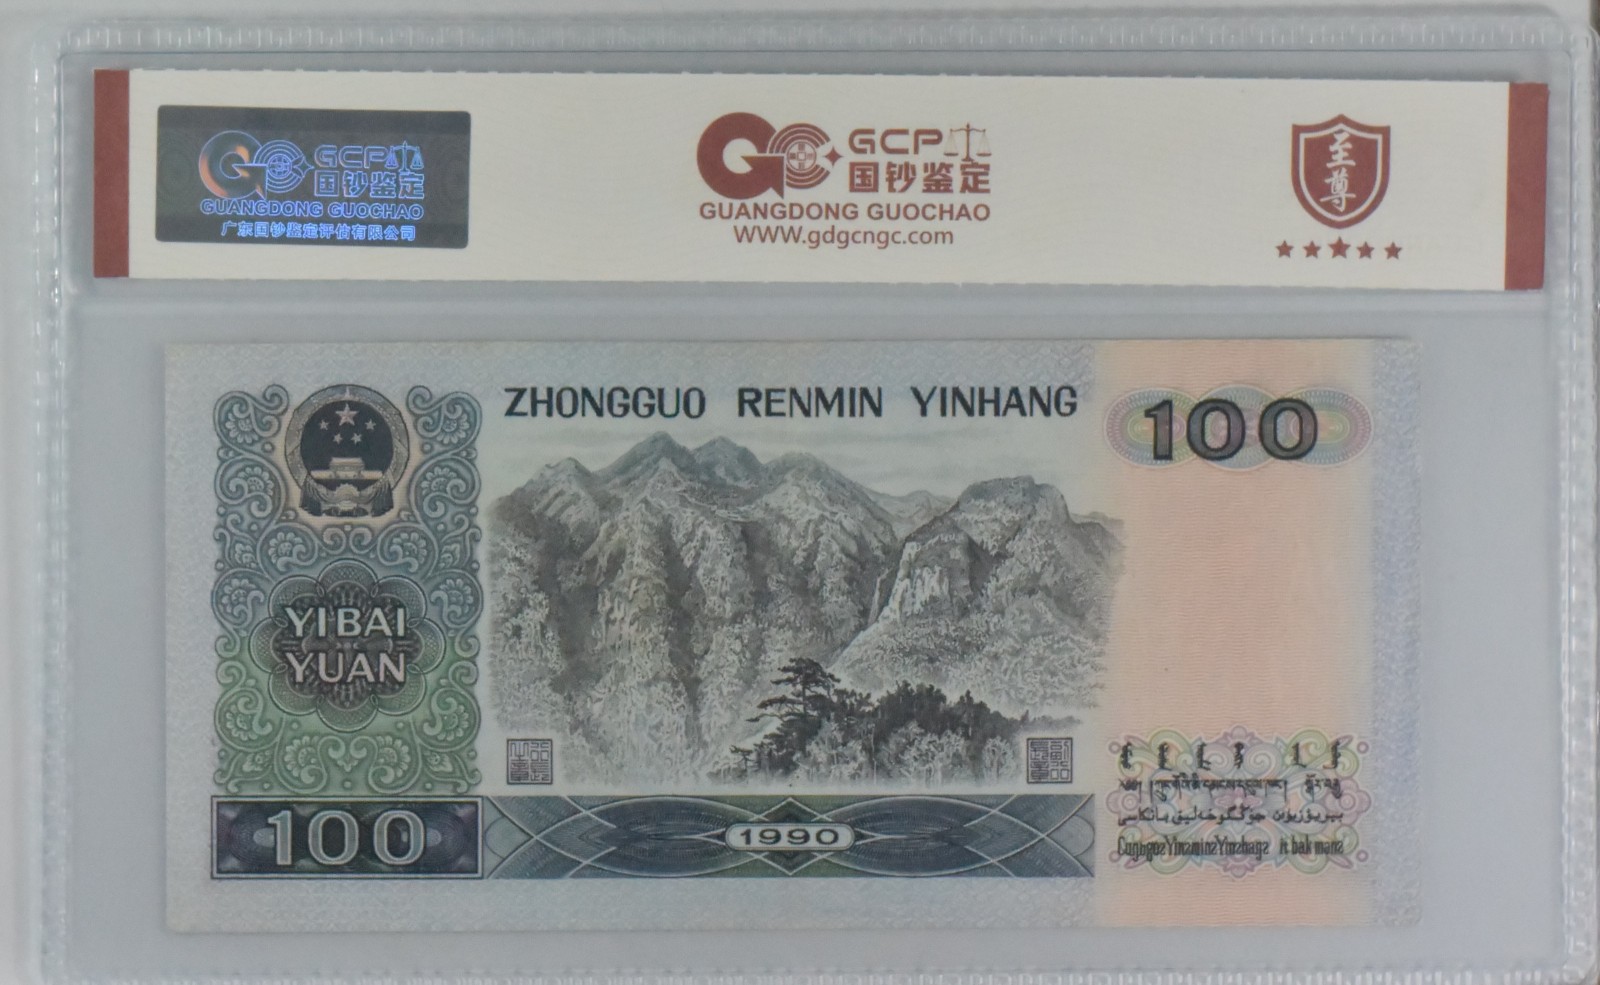 GCP
国钞鉴定
GUANGDONG GUOCHAO
广东国钞鉴定评估有限公司
GCP
国钞鉴定
GUANGDONG GUOCHAO
www.gdgcngc.com
至尊
ZHONGGUO RENMIN YINHANG
100
YI BAI
YUAN
100
1990